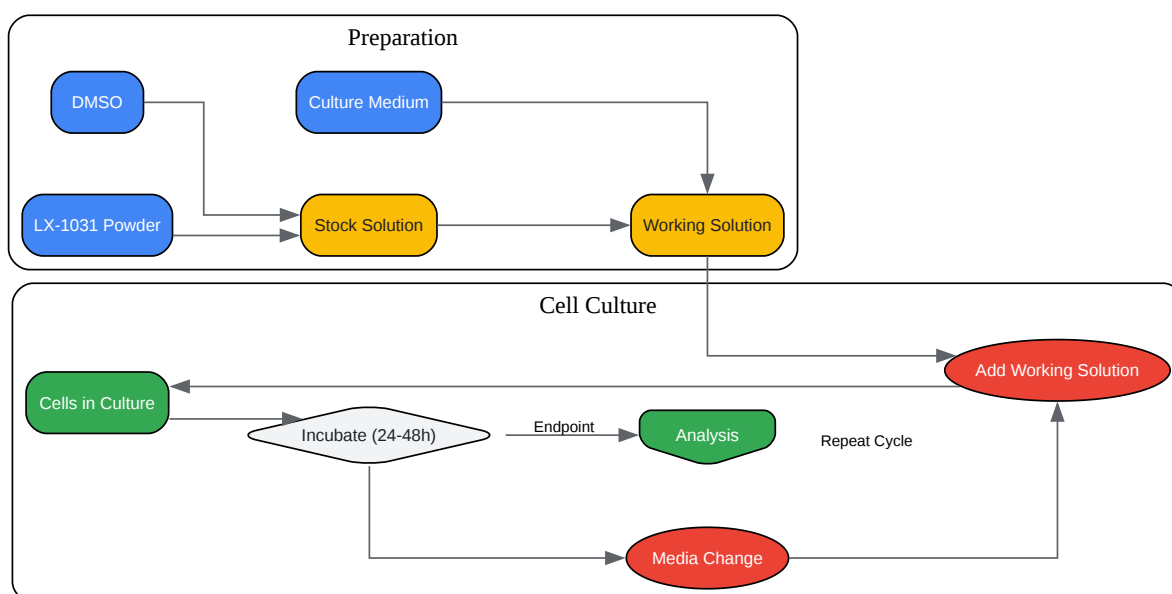 Preparation
DMSO
Culture Medium
LX-1031 Powder
Stock Solution
Working Solution
Cell Culture
Add Working Solution
Cells in Culture
Incubate (24-48h)
Endpoint
Analysis
Repeat Cycle
Media Change